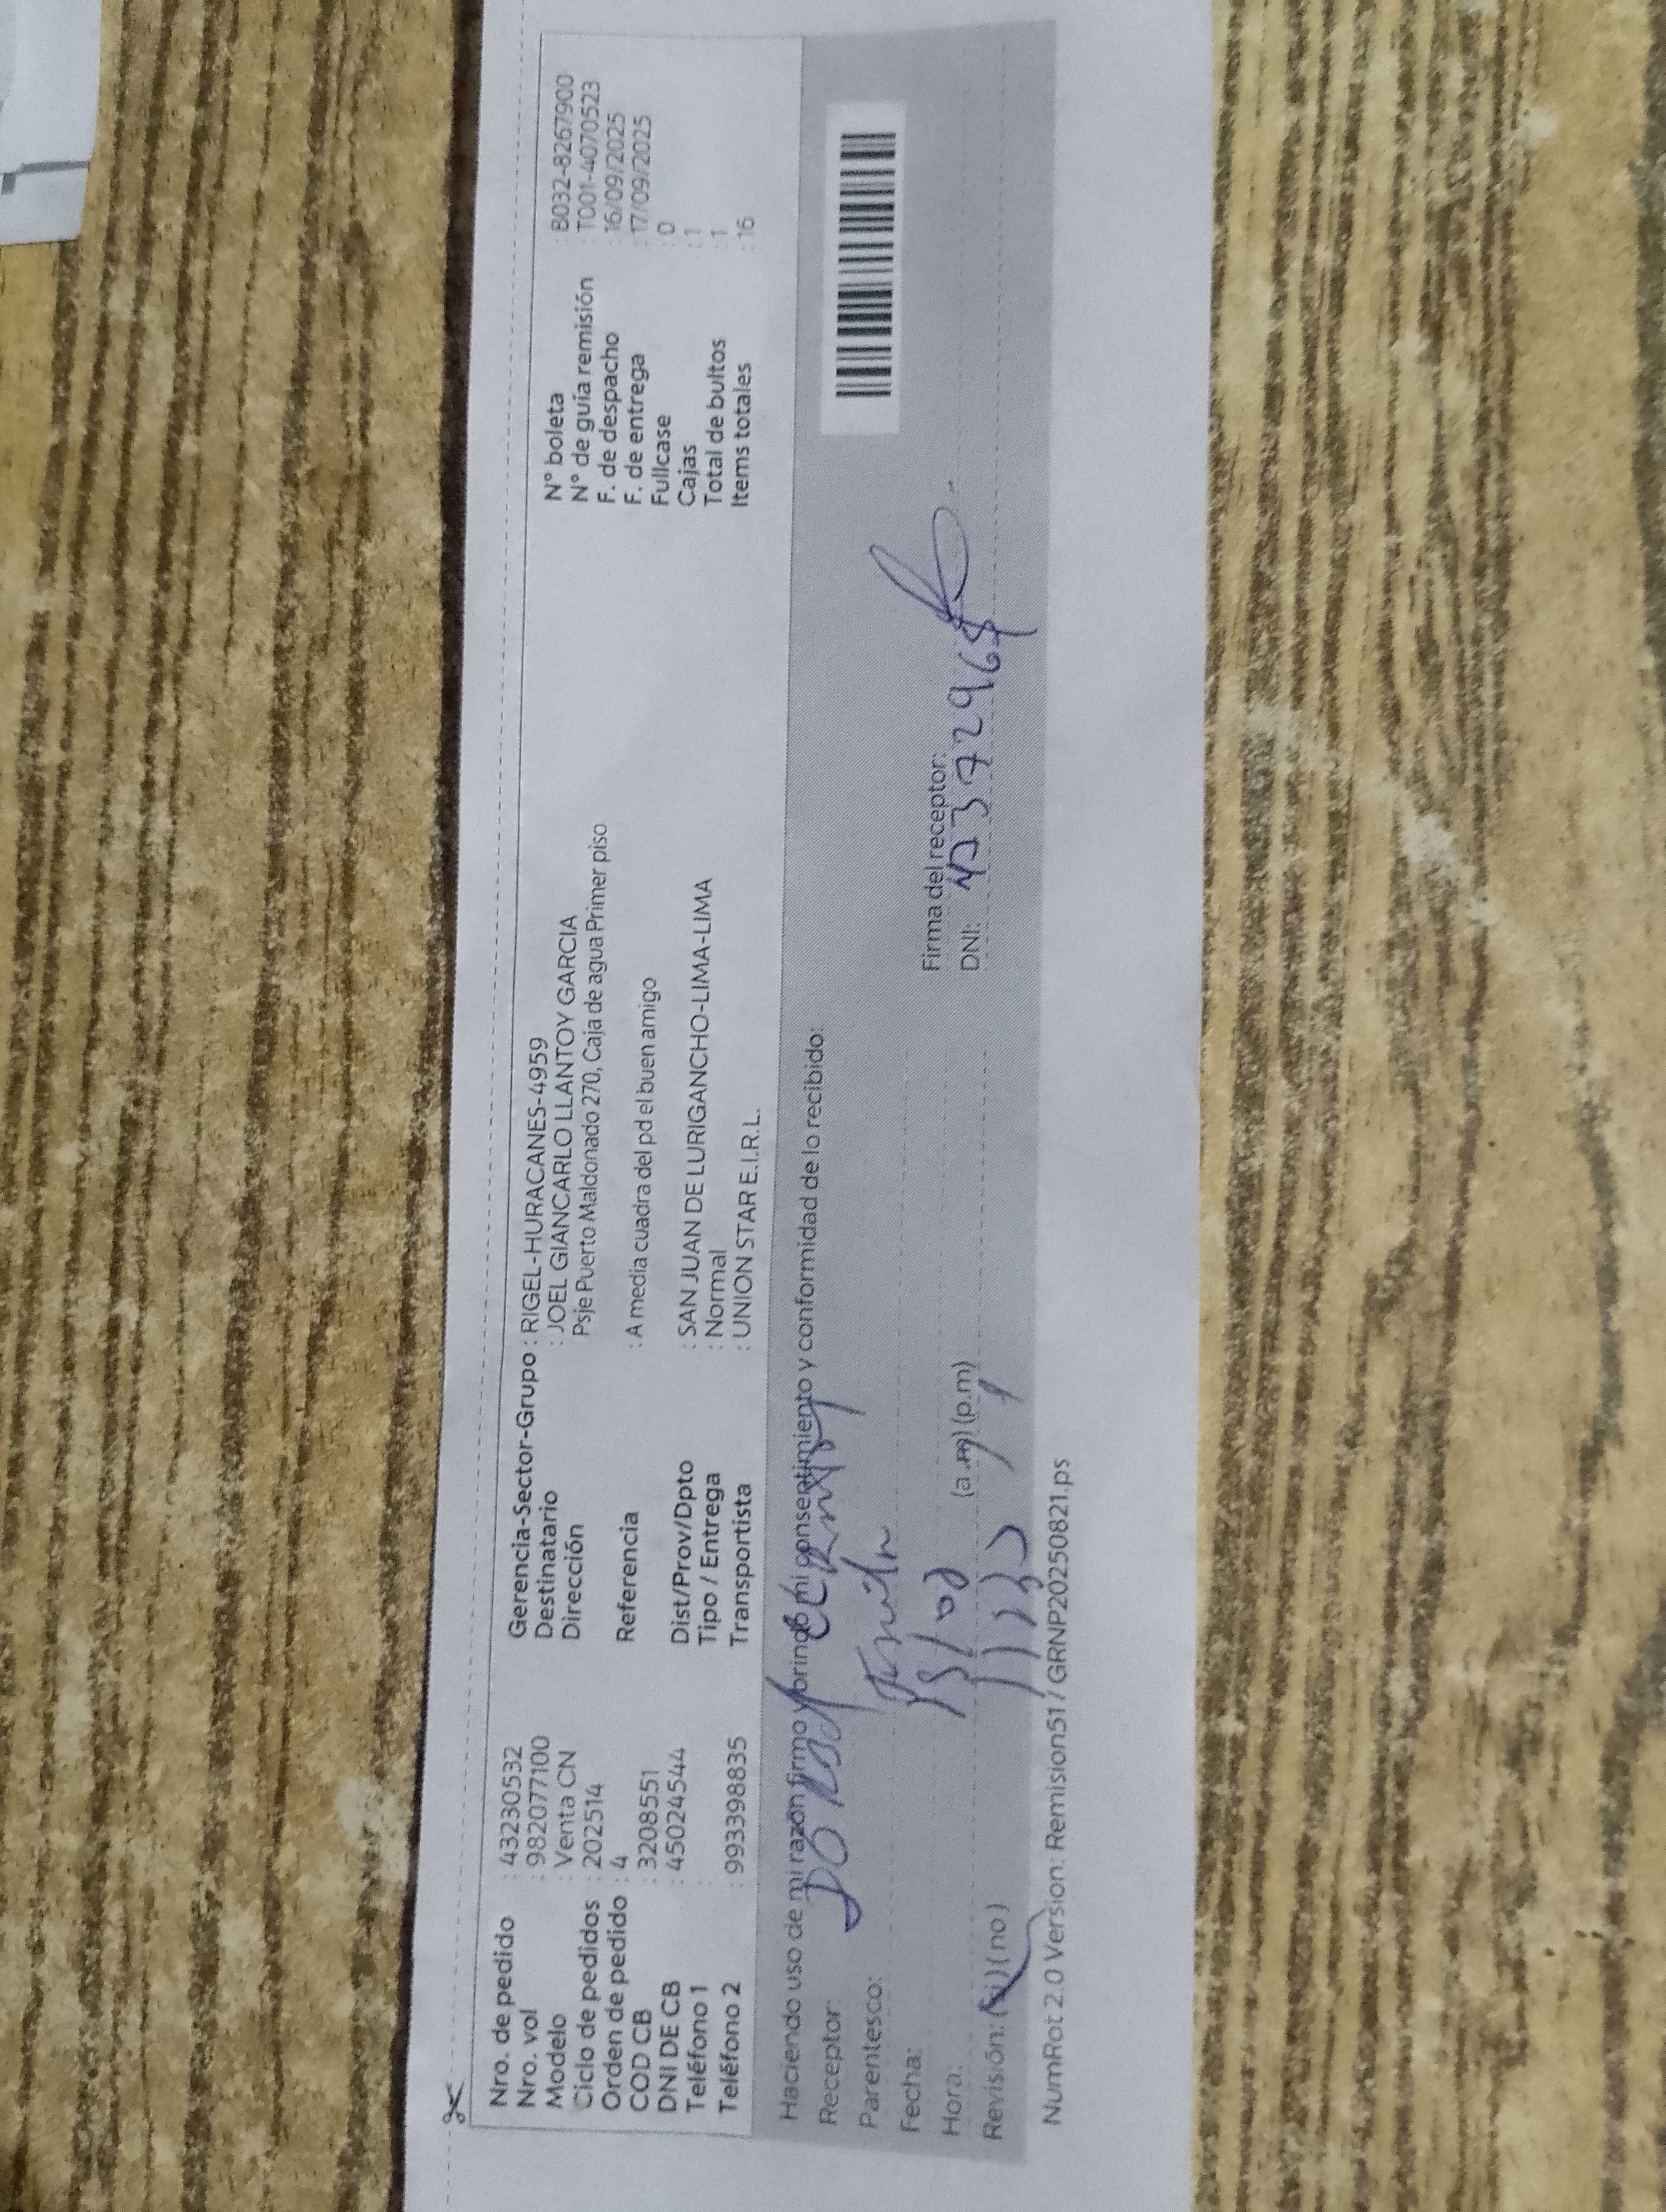 Nro. de pedido : 432730532
Nro. vol : 982077100
Modelo : Venta CN
Ciclo de pedidos : 202514
Orden de pedido : 4
COD CB : 3208551
DNI DE CB : 45024544
Teléfono 1 :
Teléfono 2 : 993398835
Gerencia-Sector-Grupo : RIGEL-HURACANES-4959
Destinatario : JOEL GIANCARLO LLANTOY GARCIA
Dirección Psje Puerto Maldonado 270, Caja de agua Primer piso
Referencia : A media cuadra del pd el buen amigo
Dist/Prov/Dpto : SAN JUAN DE LURIGANCHO-LIMA-LIMA
Tipo / Entrega : Normal
Transportista : UNION STAR E.I.R.L.
N° boleta : B032-8267900
N° de guía remisión : T001-4070523
F. de despacho : 16/09/2025
F. de entrega : 17/09/2025
Fullcase : 0
Cajas : 1
Total de bultos : 1
Items totales : 16
Haciendo uso de mi razón firmo y brindo mi consentimiento y conformidad de lo recibido:
Receptor:
Parentesco:
Fecha:
Hora: (a.m) (p.m)
Revisión: (si) (no)
Firma del receptor:
DNI:
NumRot 2.0 Version: Remision51 / GRNP20250821.ps